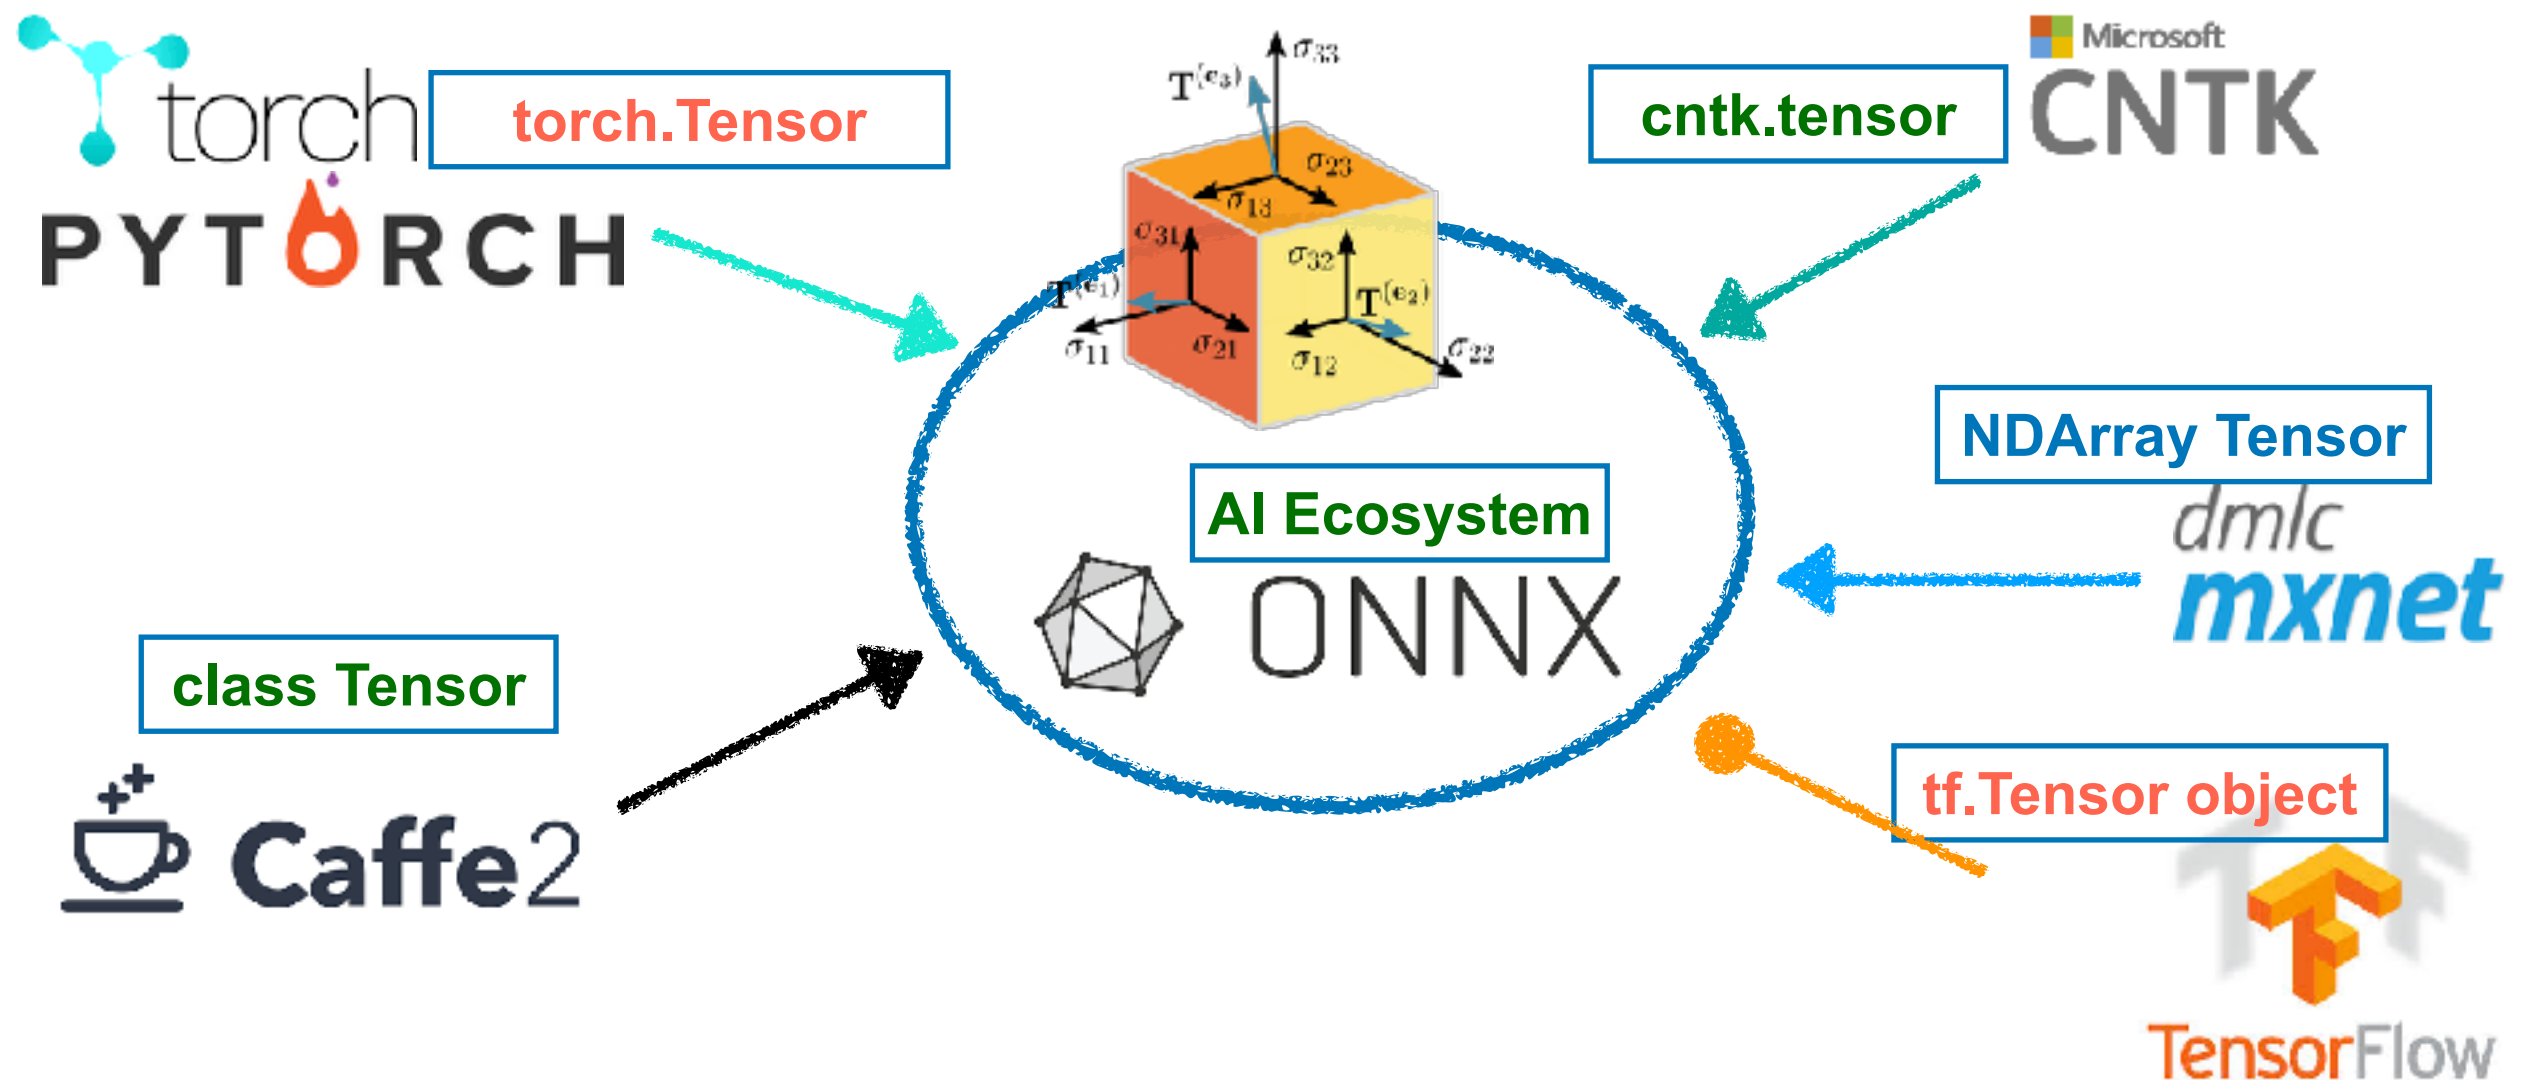 torch
PYTORCH
torch.Tensor
σ33
T(e3)
σ23
σ13
σ31
σ32
T(e1)
T(e2)
σ11
σ21
σ12
σ22
Microsoft
CNTK
cntk.tensor
NDArray Tensor
dmlc
mxnet
AI Ecosystem
ONNX
class Tensor
Caffe2
tf.Tensor object
TensorFlow